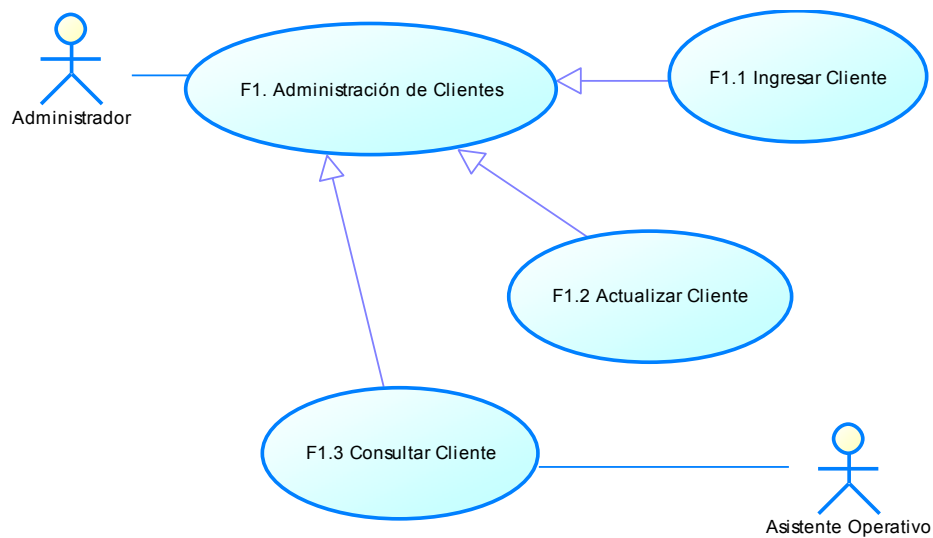 F1. Administración de Clientes
F1.1 Ingresar Cliente
Administrador
F1.2 Actualizar Cliente
F1.3 Consultar Cliente
Asistente Operativo